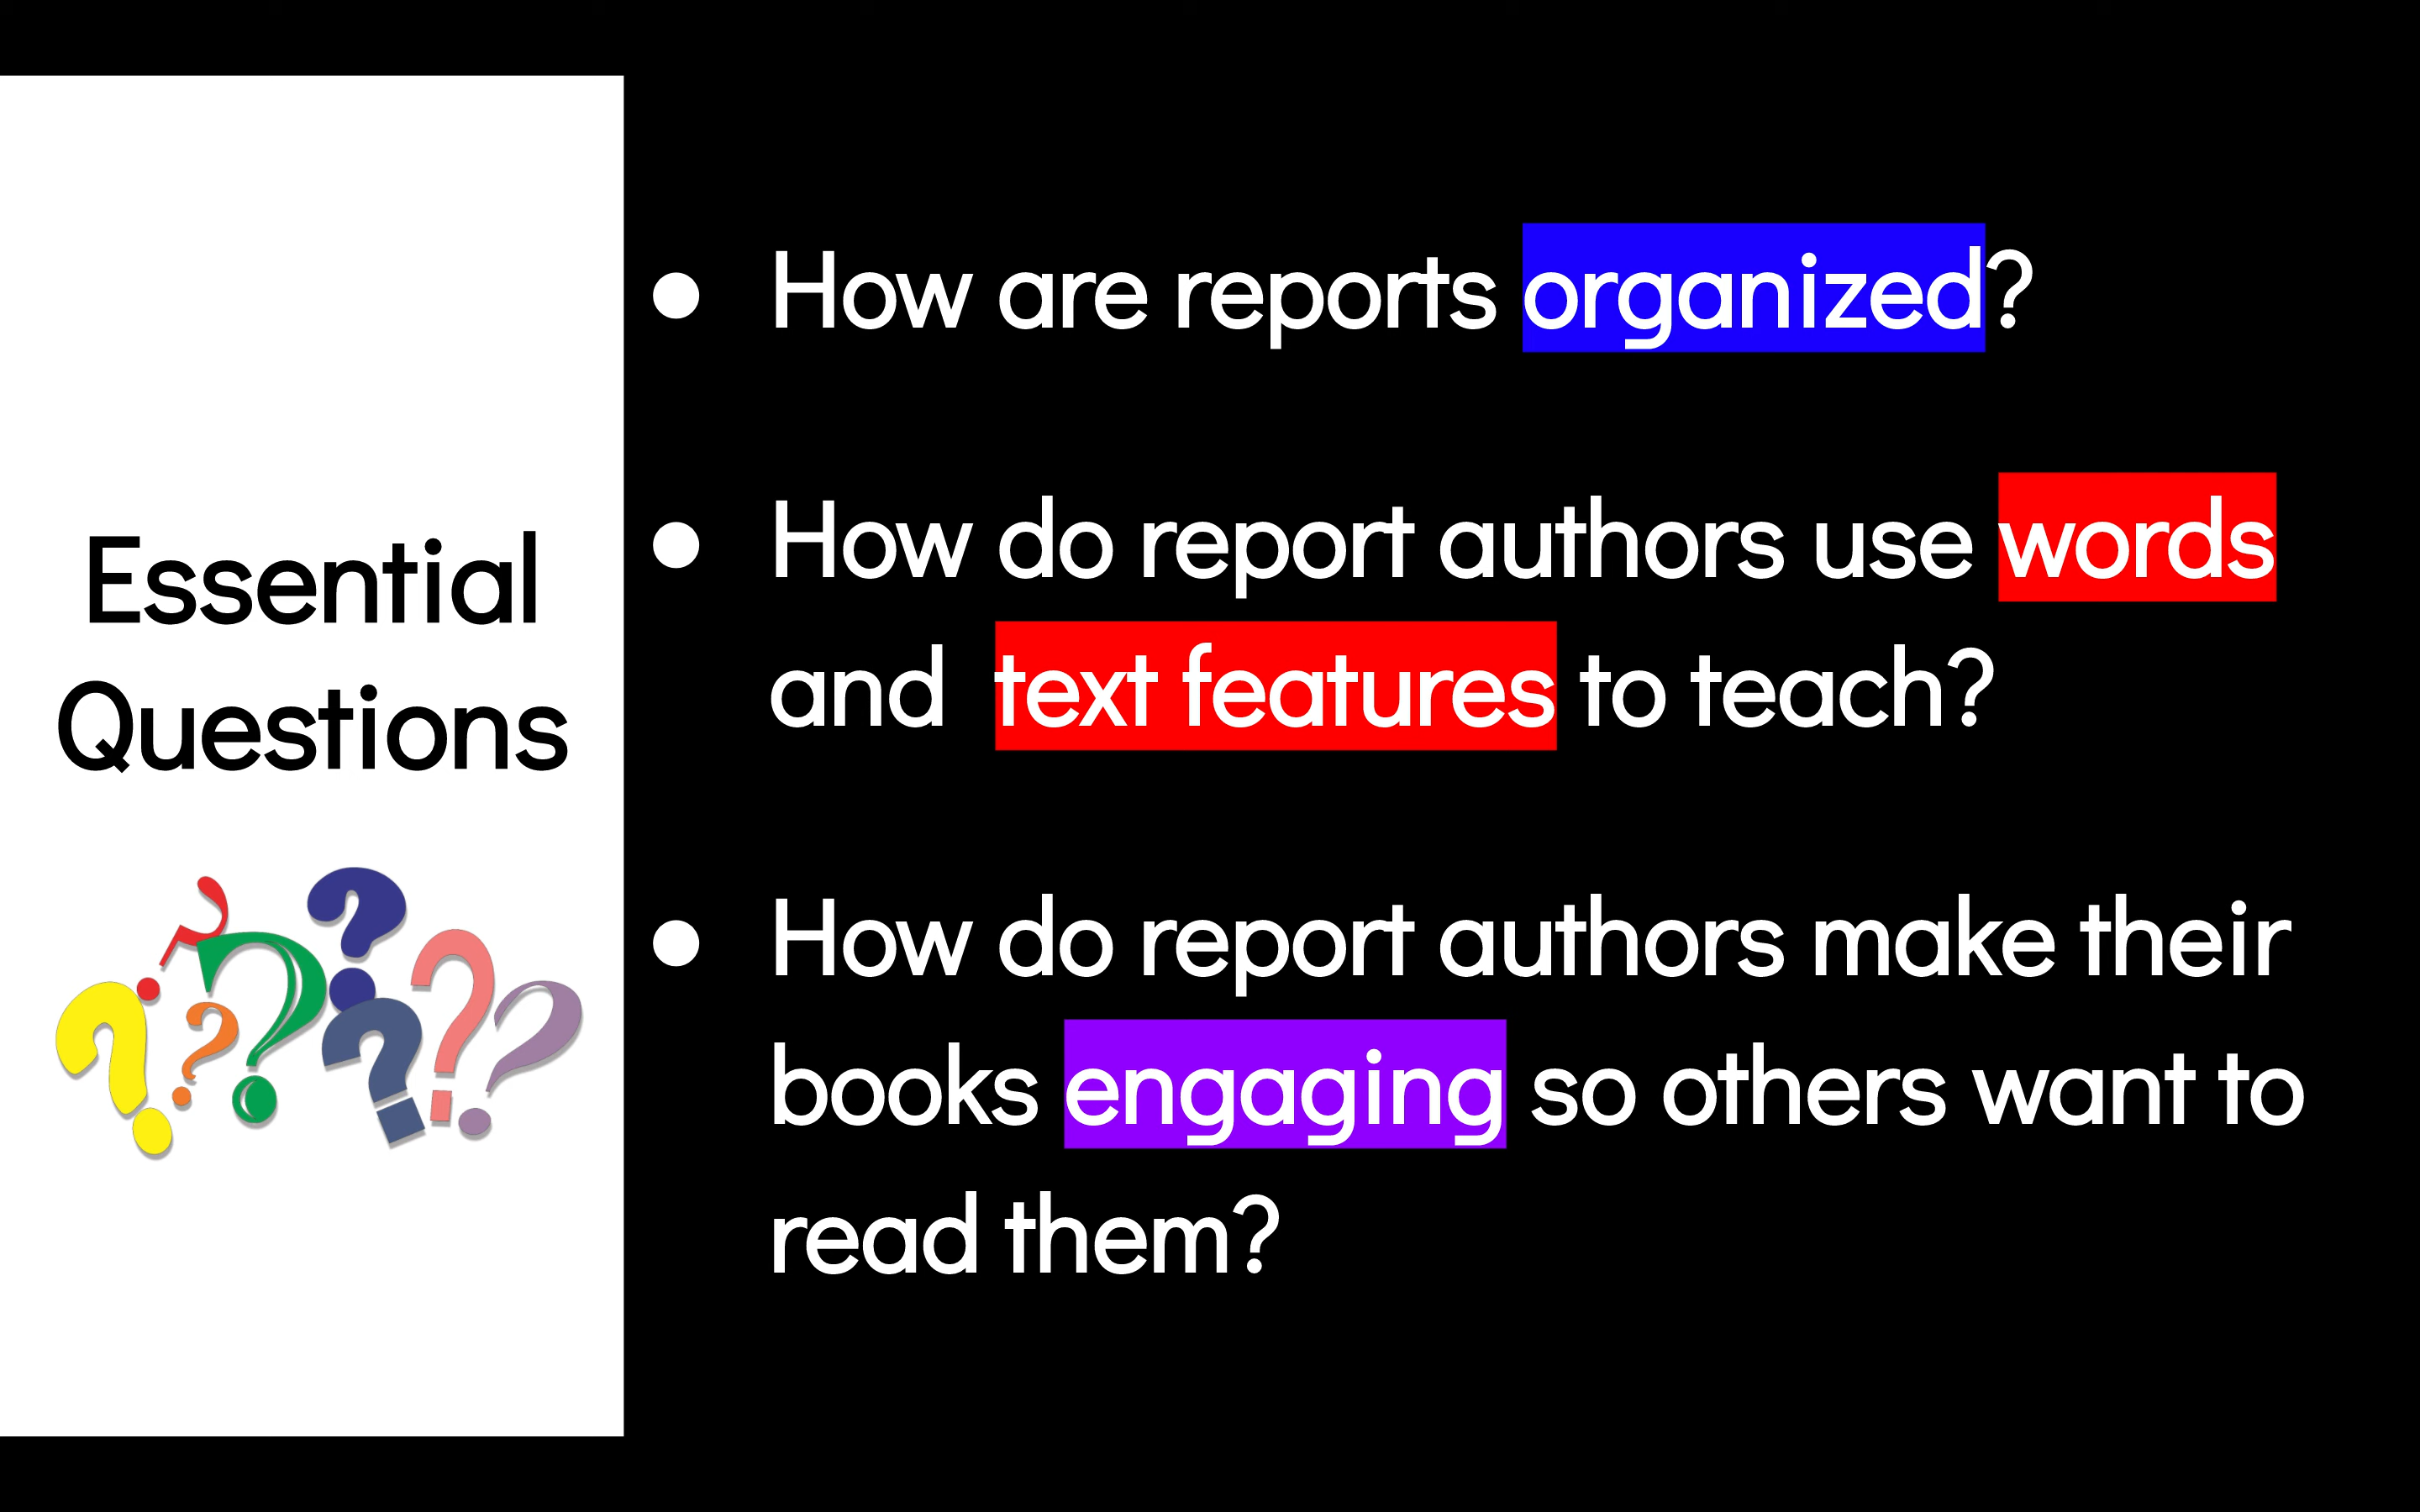 Essential
Questions
● How are reports organized?
● How do report authors use words
and text features to teach?
● How do report authors make their
books engaging so others want to
read them?